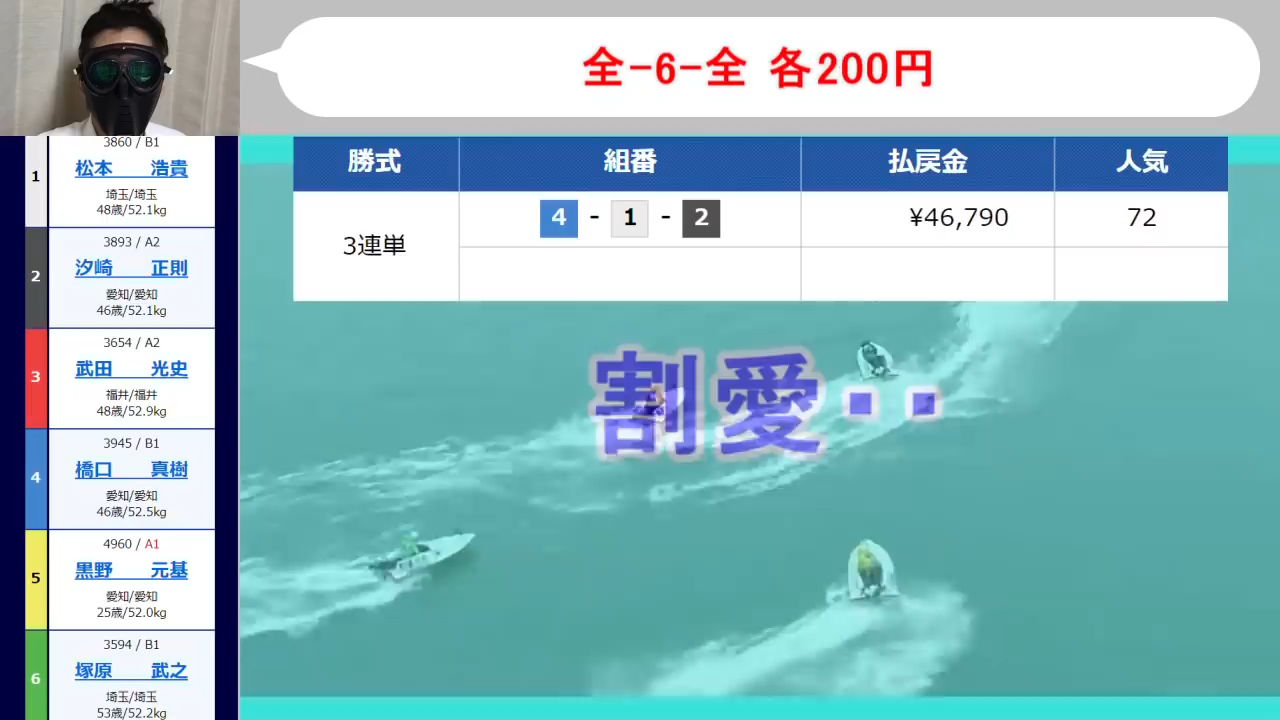 全-6-全 各200円
勝式 組番 払戻金 人気
3連単 4 - 1 - 2 ¥46,790 72
割愛・・
1
3860 / B1
松本 浩貴
埼玉/埼玉
48歳/52.1kg
2
3893 / A2
汐崎 正則
愛知/愛知
46歳/52.1kg
3
3654 / A2
武田 光史
福井/福井
48歳/52.9kg
4
3945 / B1
橋口 真樹
愛知/愛知
46歳/52.5kg
5
4960 / A1
黒野 元基
愛知/愛知
25歳/52.0kg
6
3594 / B1
塚原 武之
埼玉/埼玉
53歳/52.2kg